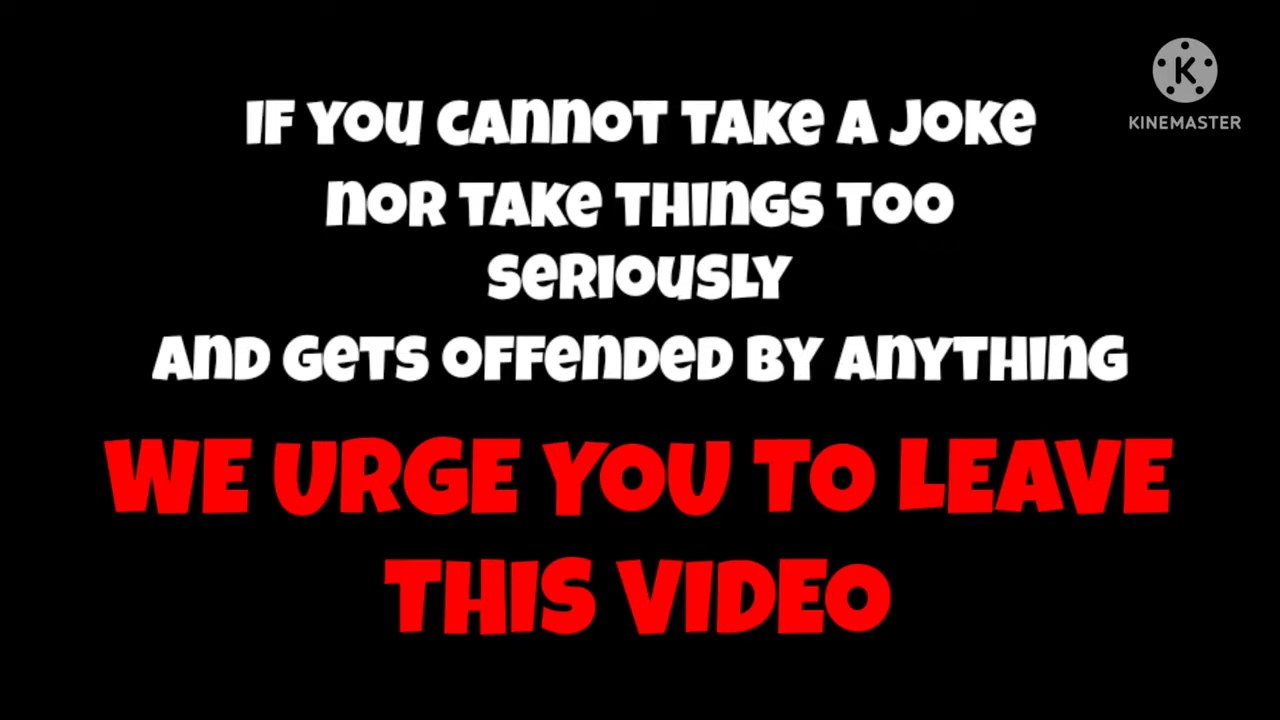 IF YOU CANNOT TAKE A JOKE
NOR TAKE THINGS TOO
SERIOUSLY
AND GETS OFFENDED BY ANYTHING
WE URGE YOU TO LEAVE
THIS VIDEO
K
KINEMASTER